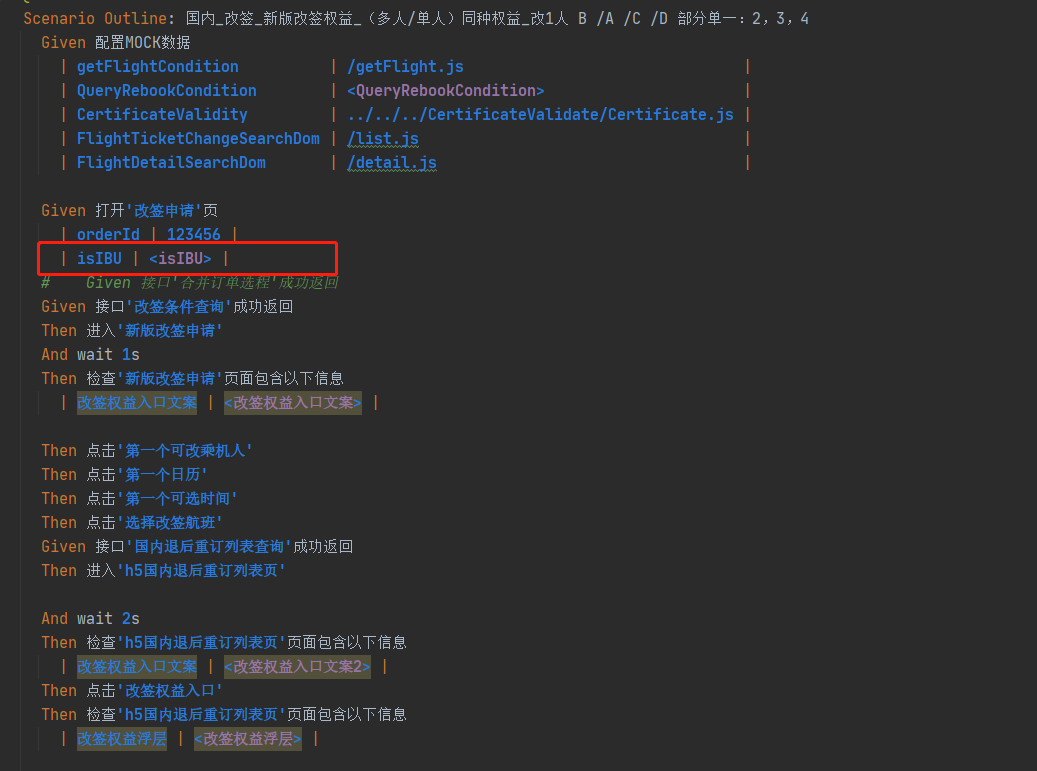 Scenario Outline: 国内_改签_新版改签权益_（多人/单人）同种权益_改1人 B /A /C /D 部分单一：2，3，4
Given 配置MOCK数据
| getFlightCondition | /getFlight.js |
| QueryRebookCondition | <QueryRebookCondition> |
| CertificateValidity | ../../../CertificateValidate/Certificate.js |
| FlightTicketChangeSearchDom | /list.js |
| FlightDetailSearchDom | /detail.js |
Given 打开'改签申请'页
| orderId | 123456 |
| isIBU | <isIBU> |
# Given 接口'合并订单选程'成功返回
Given 接口'改签条件查询'成功返回
Then 进入'新版改签申请'
And wait 1s
Then 检查'新版改签申请'页面包含以下信息
| 改签权益入口文案 | <改签权益入口文案> |
Then 点击'第一个可改乘机人'
Then 点击'第一个日历'
Then 点击'第一个可选时间'
Then 点击'选择改签航班'
Given 接口'国内退后重订列表查询'成功返回
Then 进入'h5国内退后重订列表页'
And wait 2s
Then 检查'h5国内退后重订列表页'页面包含以下信息
| 改签权益入口文案 | <改签权益入口文案2> |
Then 点击'改签权益入口'
Then 检查'h5国内退后重订列表页'页面包含以下信息
| 改签权益浮层 | <改签权益浮层> |